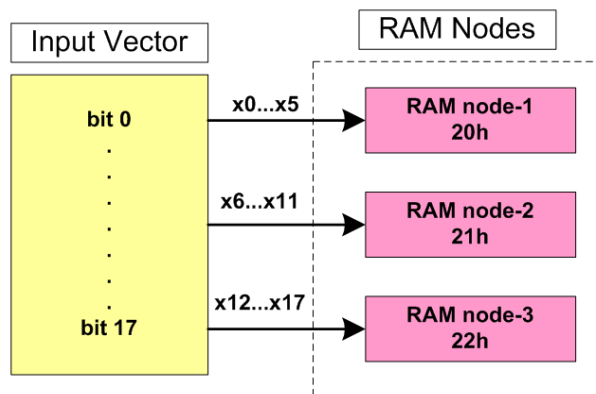 Input Vector
RAM Nodes
bit 0
.
.
.
.
.
.
.
bit 17
x0...x5
x6...x11
x12...x17
RAM node-1
20h
RAM node-2
21h
RAM node-3
22h